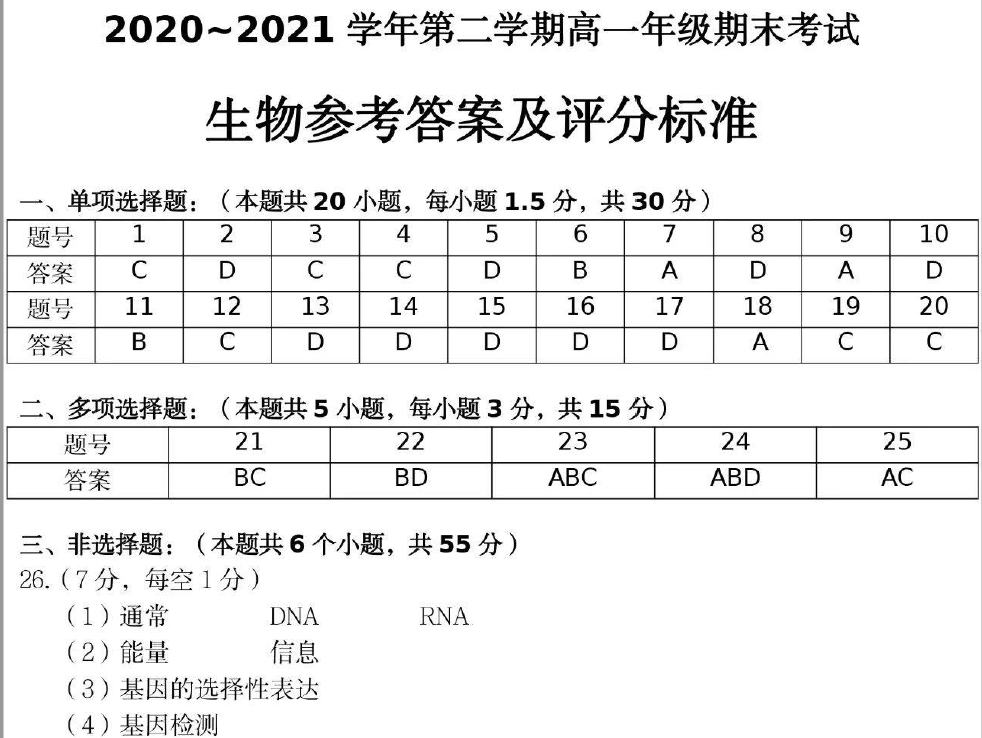 2020~2021 学年第二学期高一年级期末考试
生物参考答案及评分标准
一、单项选择题：（本题共 20 小题，每小题 1.5 分，共 30 分）
题号 1 2 3 4 5 6 7 8 9 10
答案 C D C C D B A D A D
题号 11 12 13 14 15 16 17 18 19 20
答案 B C D D D D D A C C
二、多项选择题：（本题共 5 小题，每小题 3 分，共 15 分）
题号 21 22 23 24 25
答案 BC BD ABC ABD AC
三、非选择题：（本题共 6 个小题，共 55 分）
26.（7 分，每空 1 分）
（1）通常 DNA RNA
（2）能量 信息
（3）基因的选择性表达
（4）基因检测